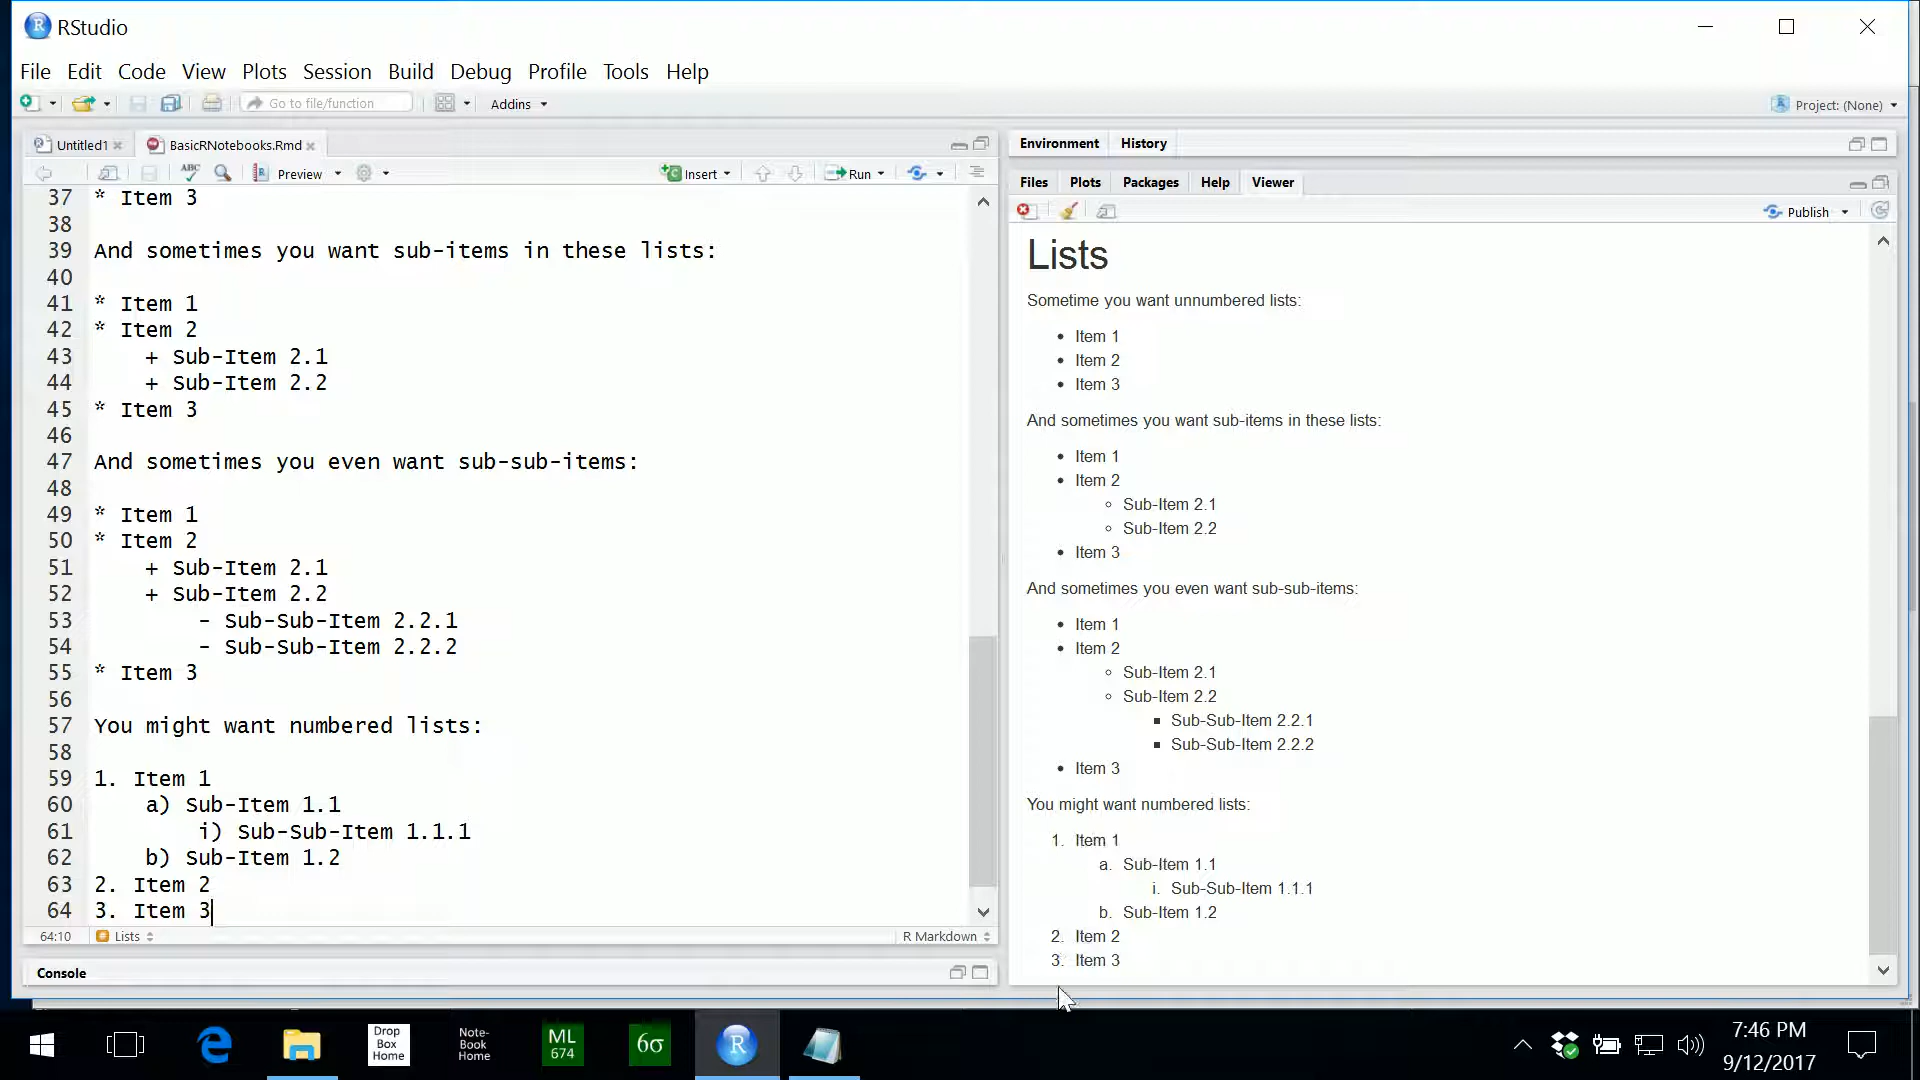 RStudio
File Edit Code View Plots Session Build Debug Profile Tools Help
Go to file/function Addins Project: (None)
Untitled1 BasicRNotebooks.Rmd
ABC Preview Insert Run
37 * Item 3
38
39 And sometimes you want sub-items in these lists:
40
41 * Item 1
42 * Item 2
43 + Sub-Item 2.1
44 + Sub-Item 2.2
45 * Item 3
46
47 And sometimes you even want sub-sub-items:
48
49 * Item 1
50 * Item 2
51 + Sub-Item 2.1
52 + Sub-Item 2.2
53 - Sub-Sub-Item 2.2.1
54 - Sub-Sub-Item 2.2.2
55 * Item 3
56
57 You might want numbered lists:
58
59 1. Item 1
60 a) Sub-Item 1.1
61 i) Sub-Sub-Item 1.1.1
62 b) Sub-Item 1.2
63 2. Item 2
64 3. Item 3
64:10 Lists R Markdown
Console
Environment History
Files Plots Packages Help Viewer
Publish
Lists
Sometime you want unnumbered lists:
• Item 1
• Item 2
• Item 3
And sometimes you want sub-items in these lists:
• Item 1
• Item 2
◦ Sub-Item 2.1
◦ Sub-Item 2.2
• Item 3
And sometimes you even want sub-sub-items:
• Item 1
• Item 2
◦ Sub-Item 2.1
◦ Sub-Item 2.2
▪ Sub-Sub-Item 2.2.1
▪ Sub-Sub-Item 2.2.2
• Item 3
You might want numbered lists:
1. Item 1
a. Sub-Item 1.1
i. Sub-Sub-Item 1.1.1
b. Sub-Item 1.2
2. Item 2
3. Item 3
Drop
Box
Home
Note-
Book
Home
ML
674
6σ
R
7:46 PM
9/12/2017